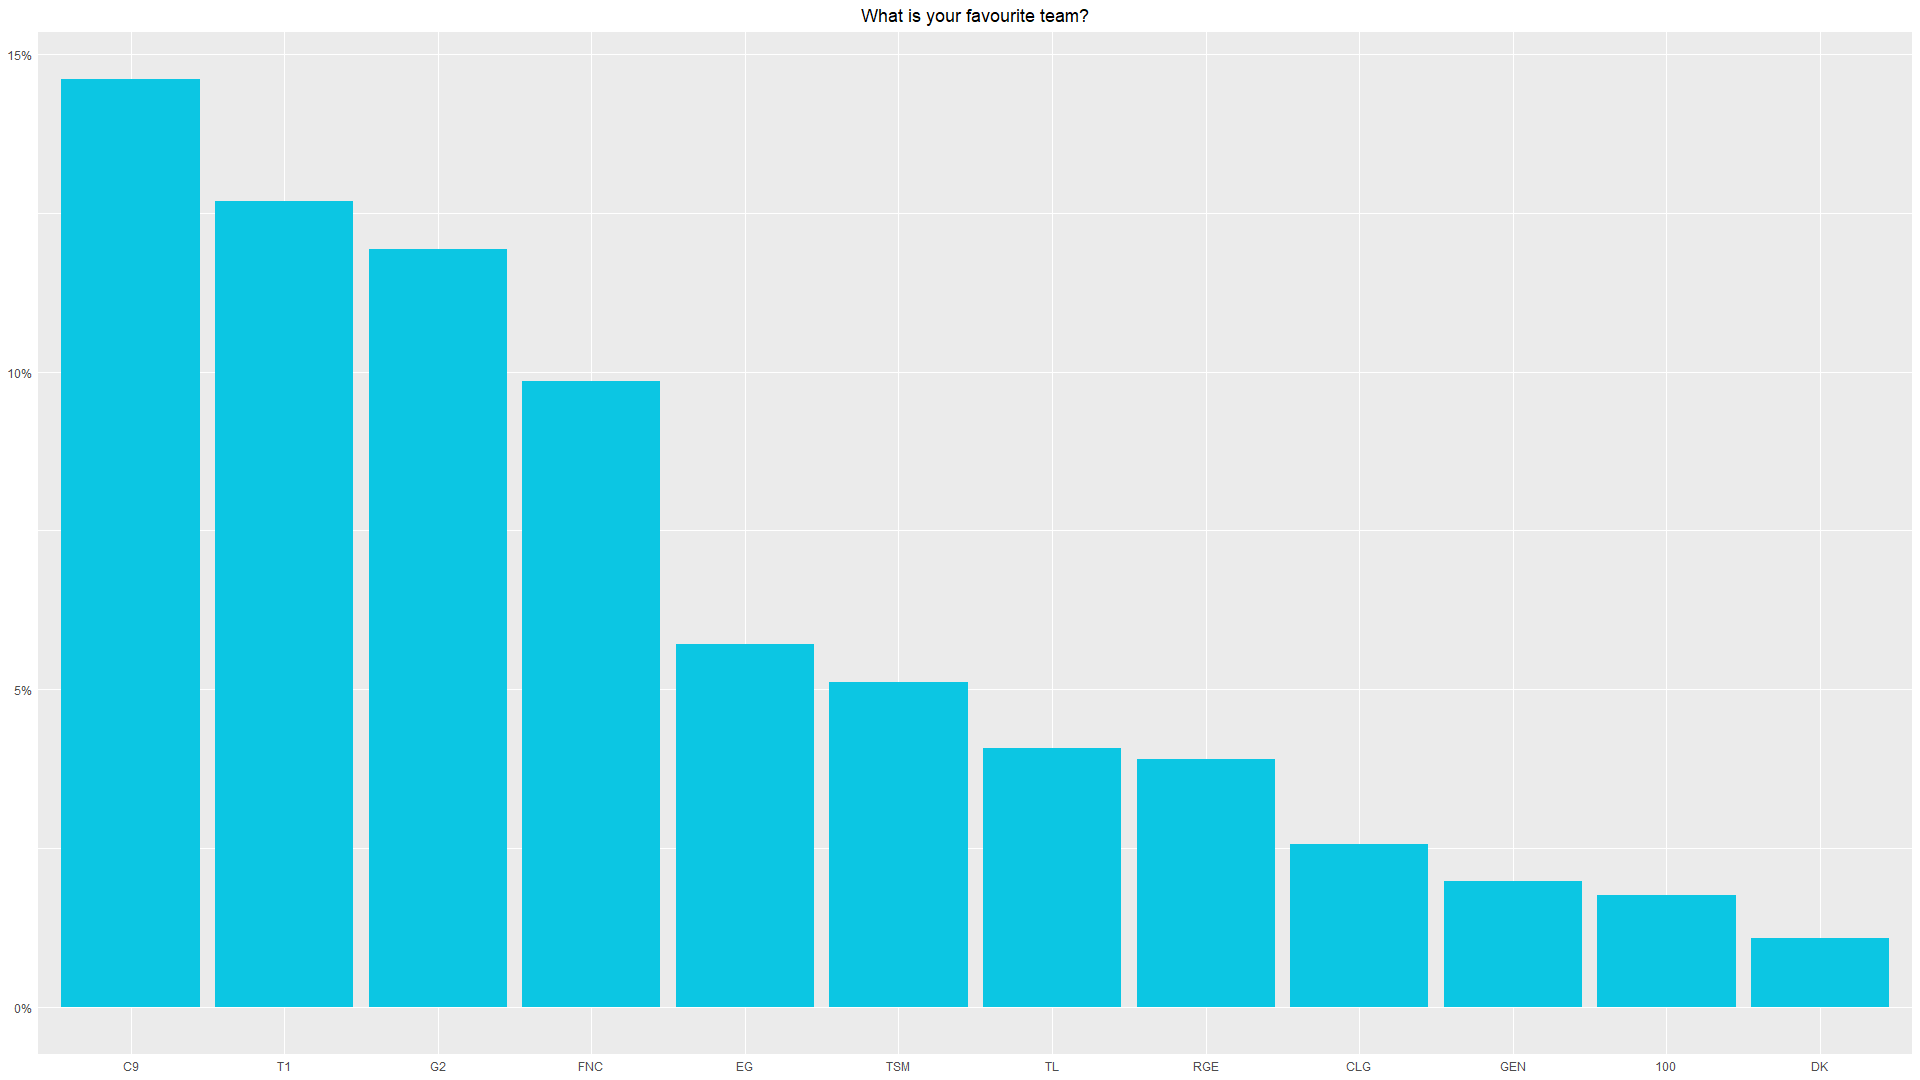 What is your favourite team?
15%
10%
5%
0%
C9 T1 G2 FNC EG TSM TL RGE CLG GEN 100 DK